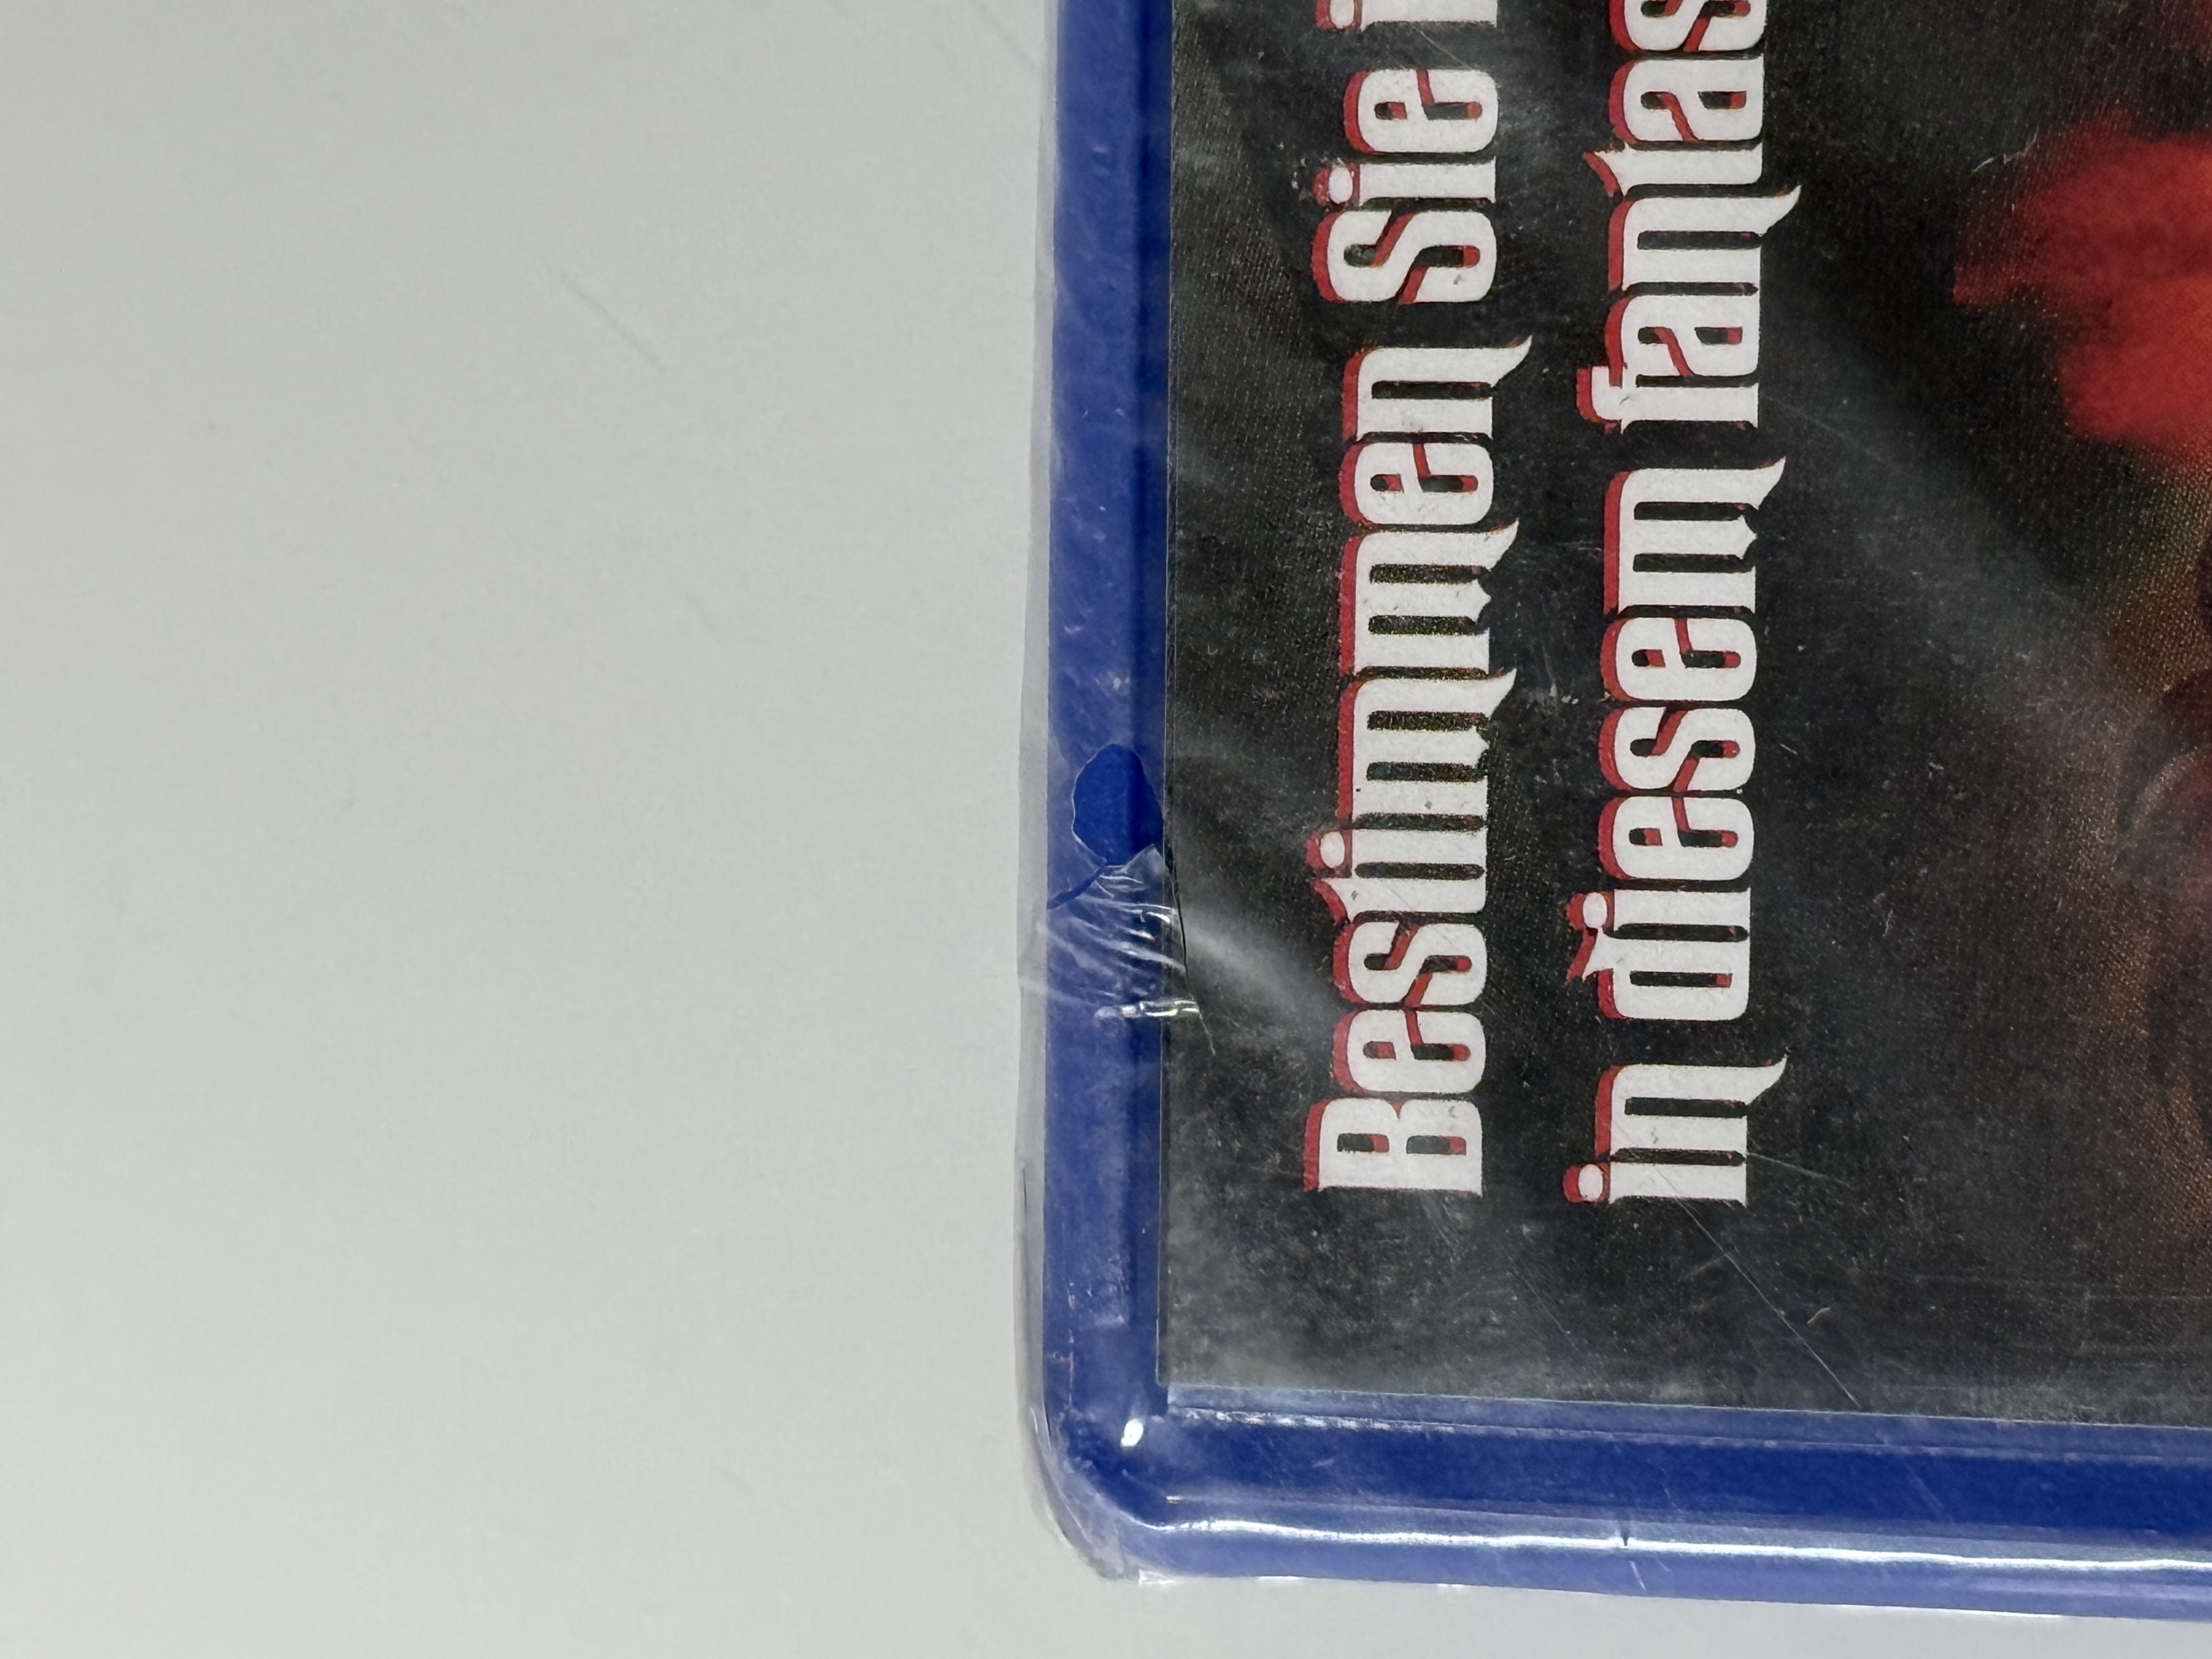 Bestimmen Sie
in diesem